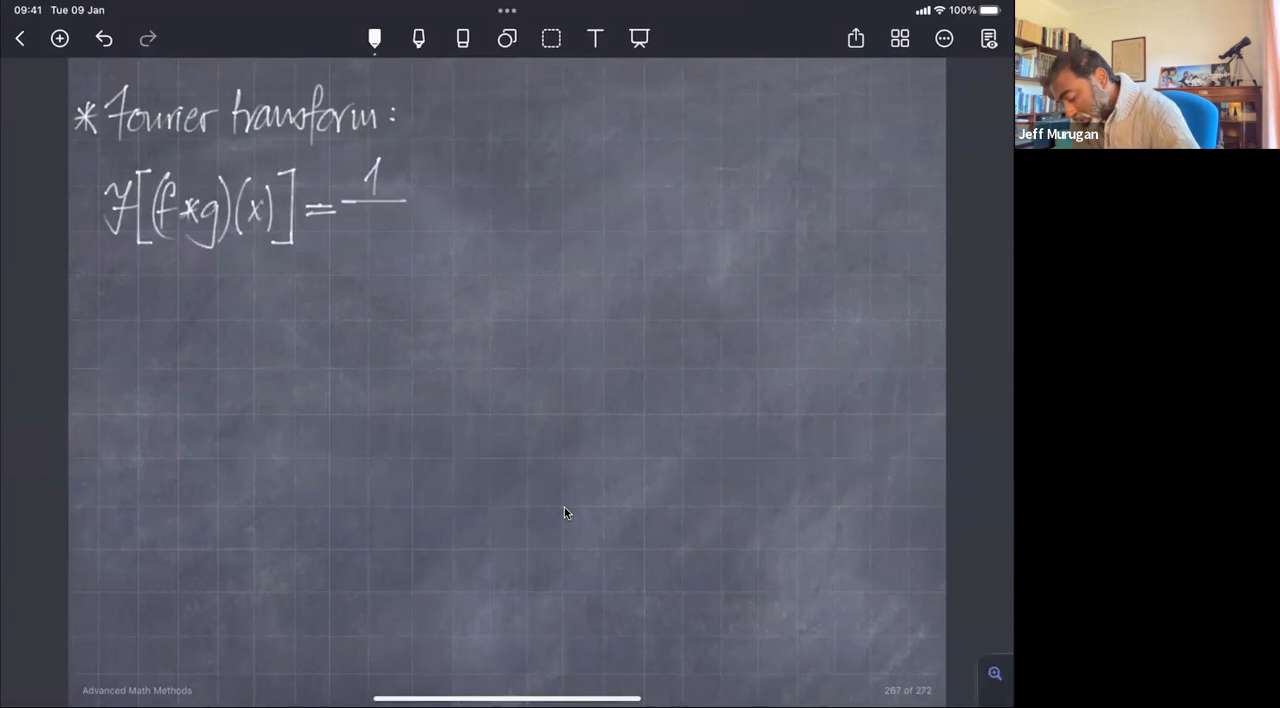 09:41 Tue 09 Jan
100%
T
Jeff Murugan
* Fourier transform:
ℱ[(f*g)(x)] = 1
Advanced Math Methods
267 of 272